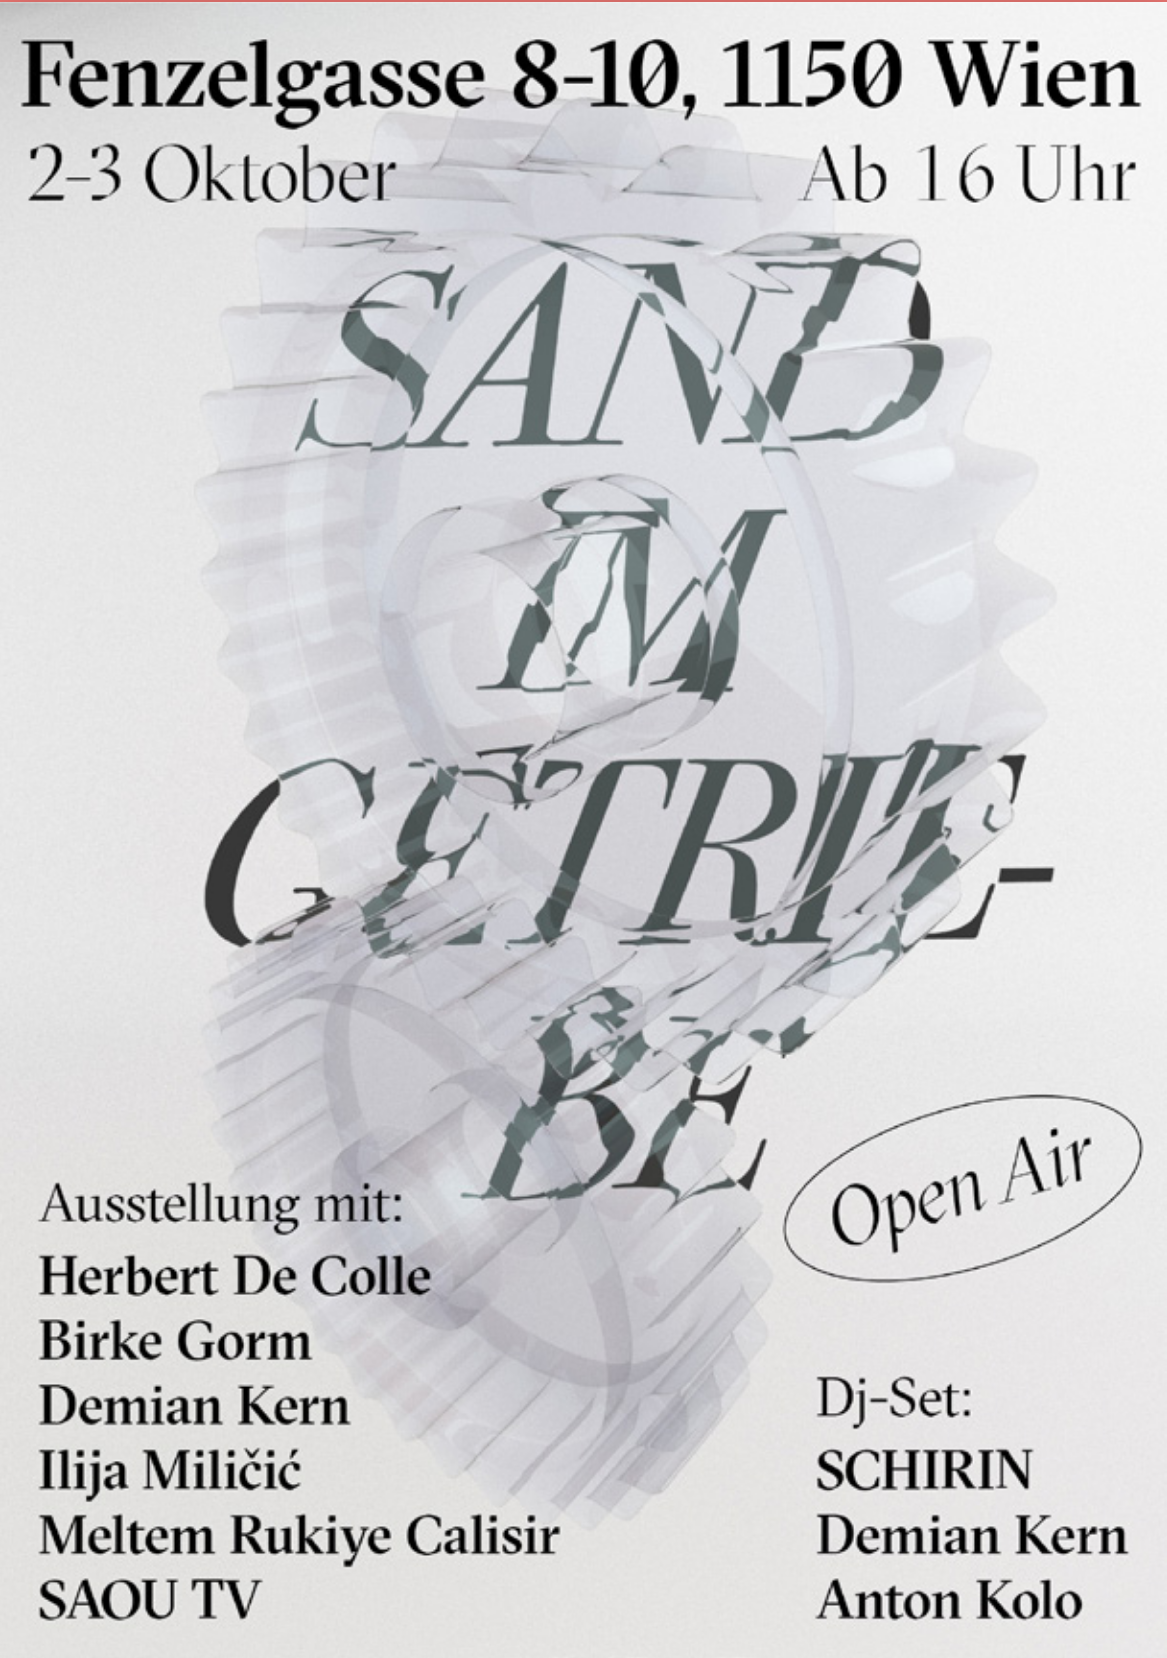 Fenzelgasse 8-10, 1150 Wien
2-3 Oktober
Ab 16 Uhr
SAND
IM
GETRIE-
BE
Open Air
Ausstellung mit:
Herbert De Colle
Birke Gorm
Demian Kern
Ilija Miličić
Meltem Rukiye Calisir
SAOU TV
Dj-Set:
SCHIRIN
Demian Kern
Anton Kolo